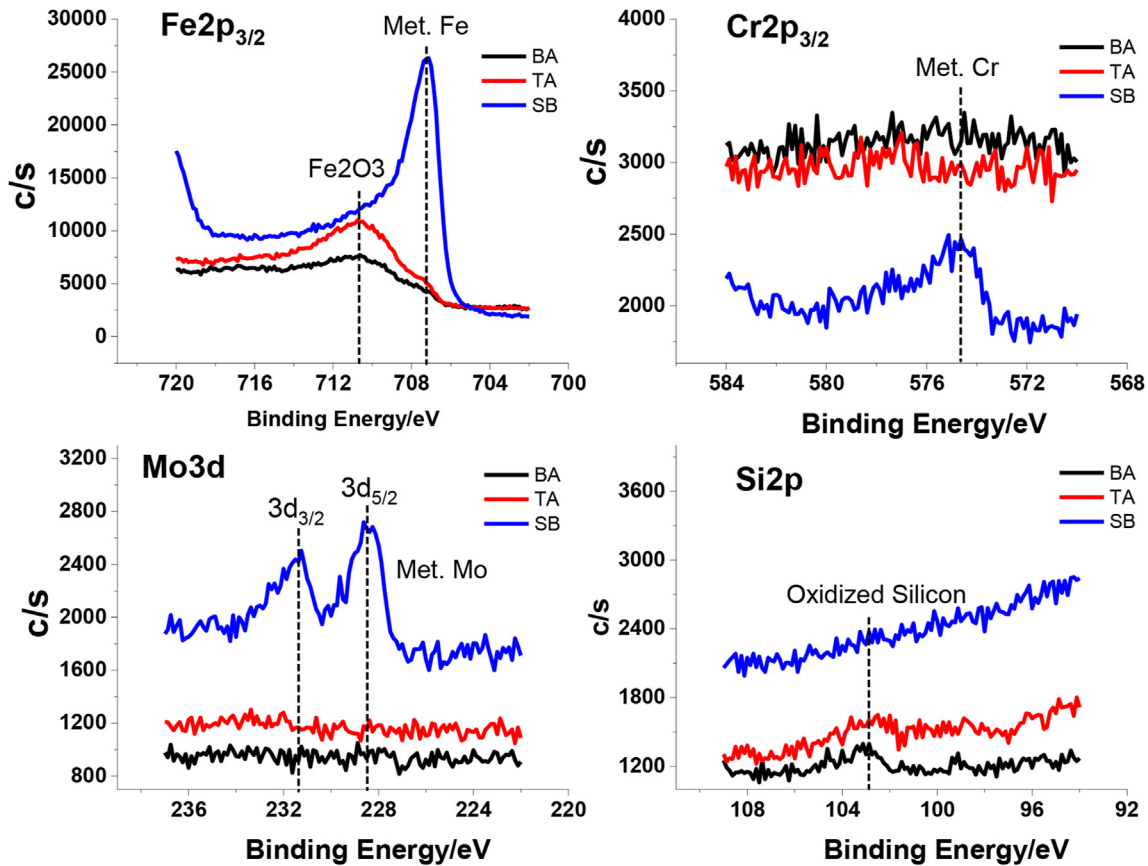 Fe2p3/2
Met. Fe
BA
TA
SB
Fe2O3
c/s
30000
25000
20000
15000
10000
5000
0
720
716
711
707
704
700
Binding Energy/eV
Cr2p3/2
Met. Cr
BA
TA
SB
c/s
4000
3500
3000
2500
2000
584
580
575
572
568
Binding Energy/eV
Mo3d
3d3/2
3d5/2
Met. Mo
BA
TA
SB
c/s
3200
2800
2400
2000
1600
1200
800
236
231
228
224
220
Binding Energy/eV
Si2p
Oxidized Silicon
BA
TA
SB
c/s
3600
3000
2400
1800
1200
108
104
100
96
92
Binding Energy/eV